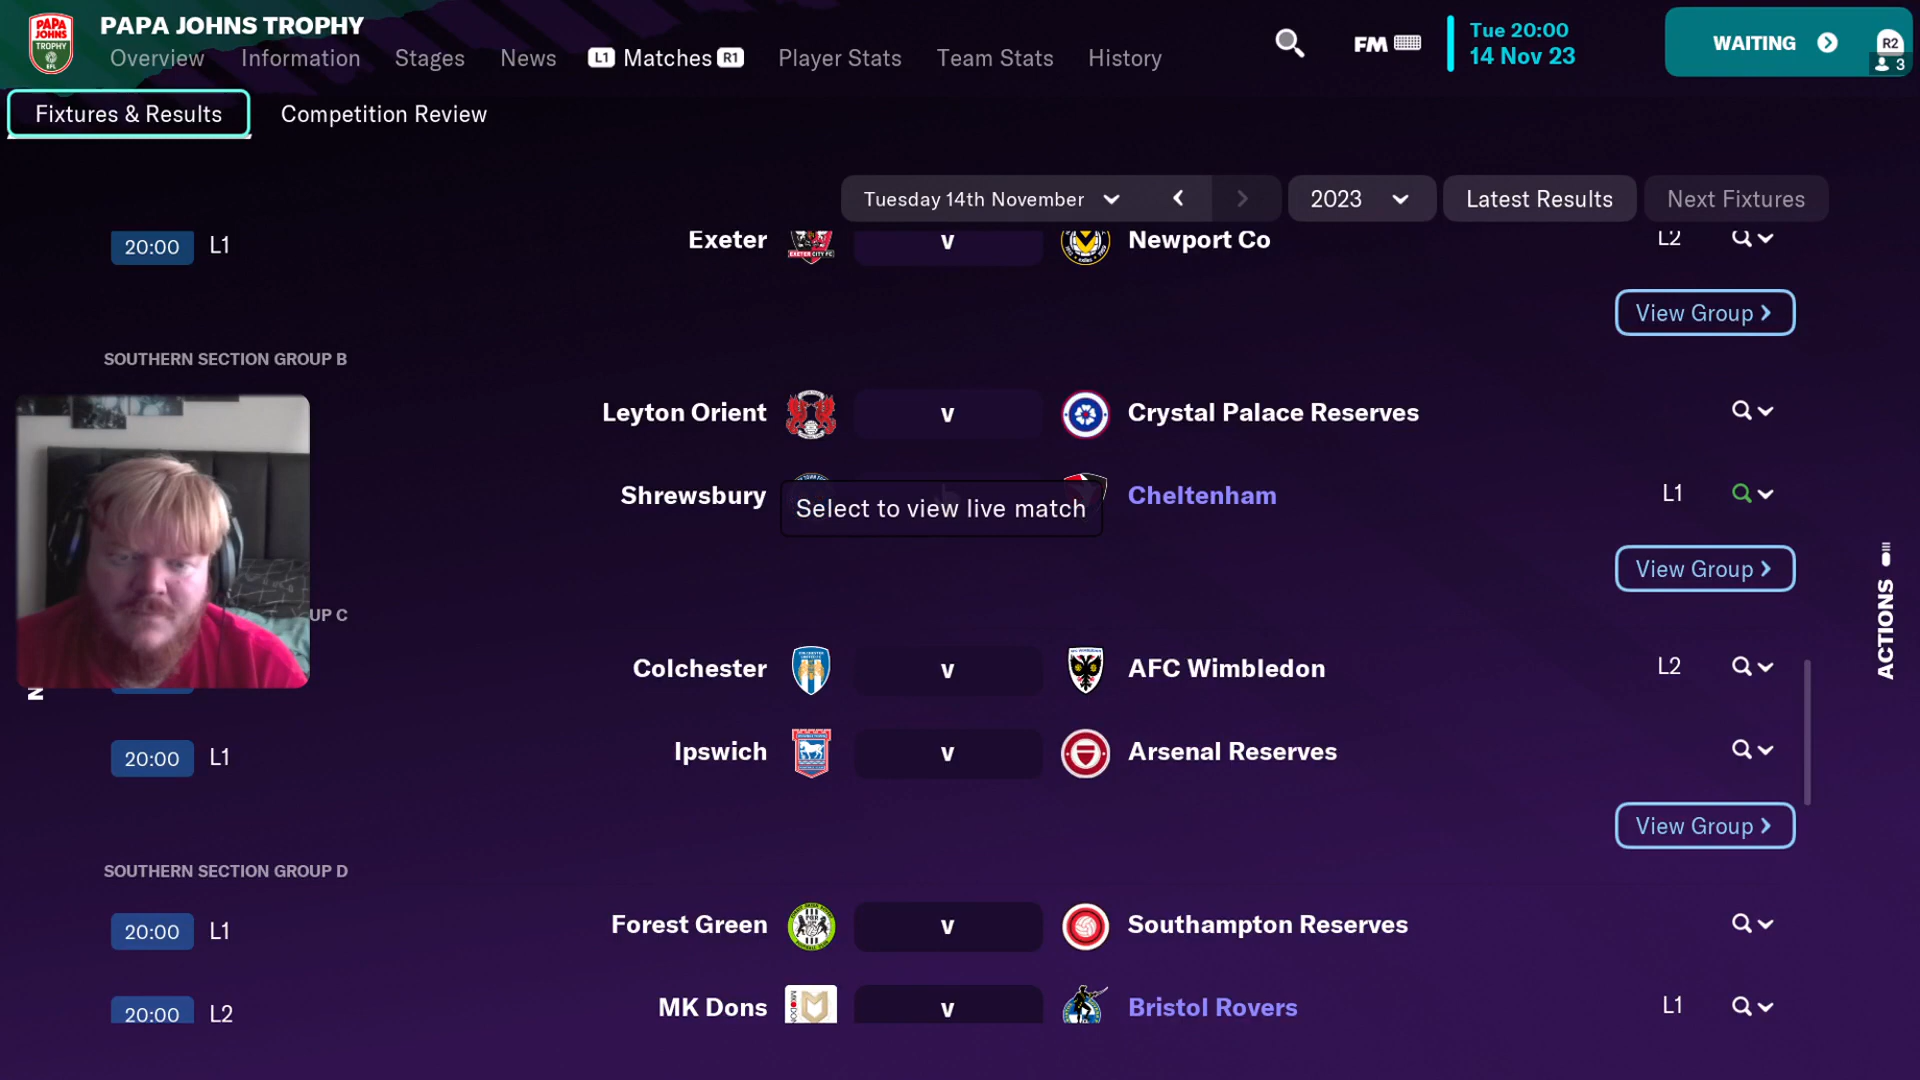 PAPA JOHNS TROPHY
Overview Information Stages News L1 Matches R1 Player Stats Team Stats History
FM
Tue 20:00
14 Nov 23
WAITING
R2
3
Fixtures & Results Competition Review
Tuesday 14th November 2023 Latest Results Next Fixtures
20:00 L1 Exeter v Newport Co L2
View Group
SOUTHERN SECTION GROUP B
Leyton Orient v Crystal Palace Reserves
Shrewsbury Cheltenham L1
Select to view live match
View Group
UP C
Colchester v AFC Wimbledon L2
20:00 L1 Ipswich v Arsenal Reserves
View Group
SOUTHERN SECTION GROUP D
20:00 L1 Forest Green v Southampton Reserves
20:00 L2 MK Dons v Bristol Rovers L1
ACTIONS
N
PAPA JOHNS TROPHY